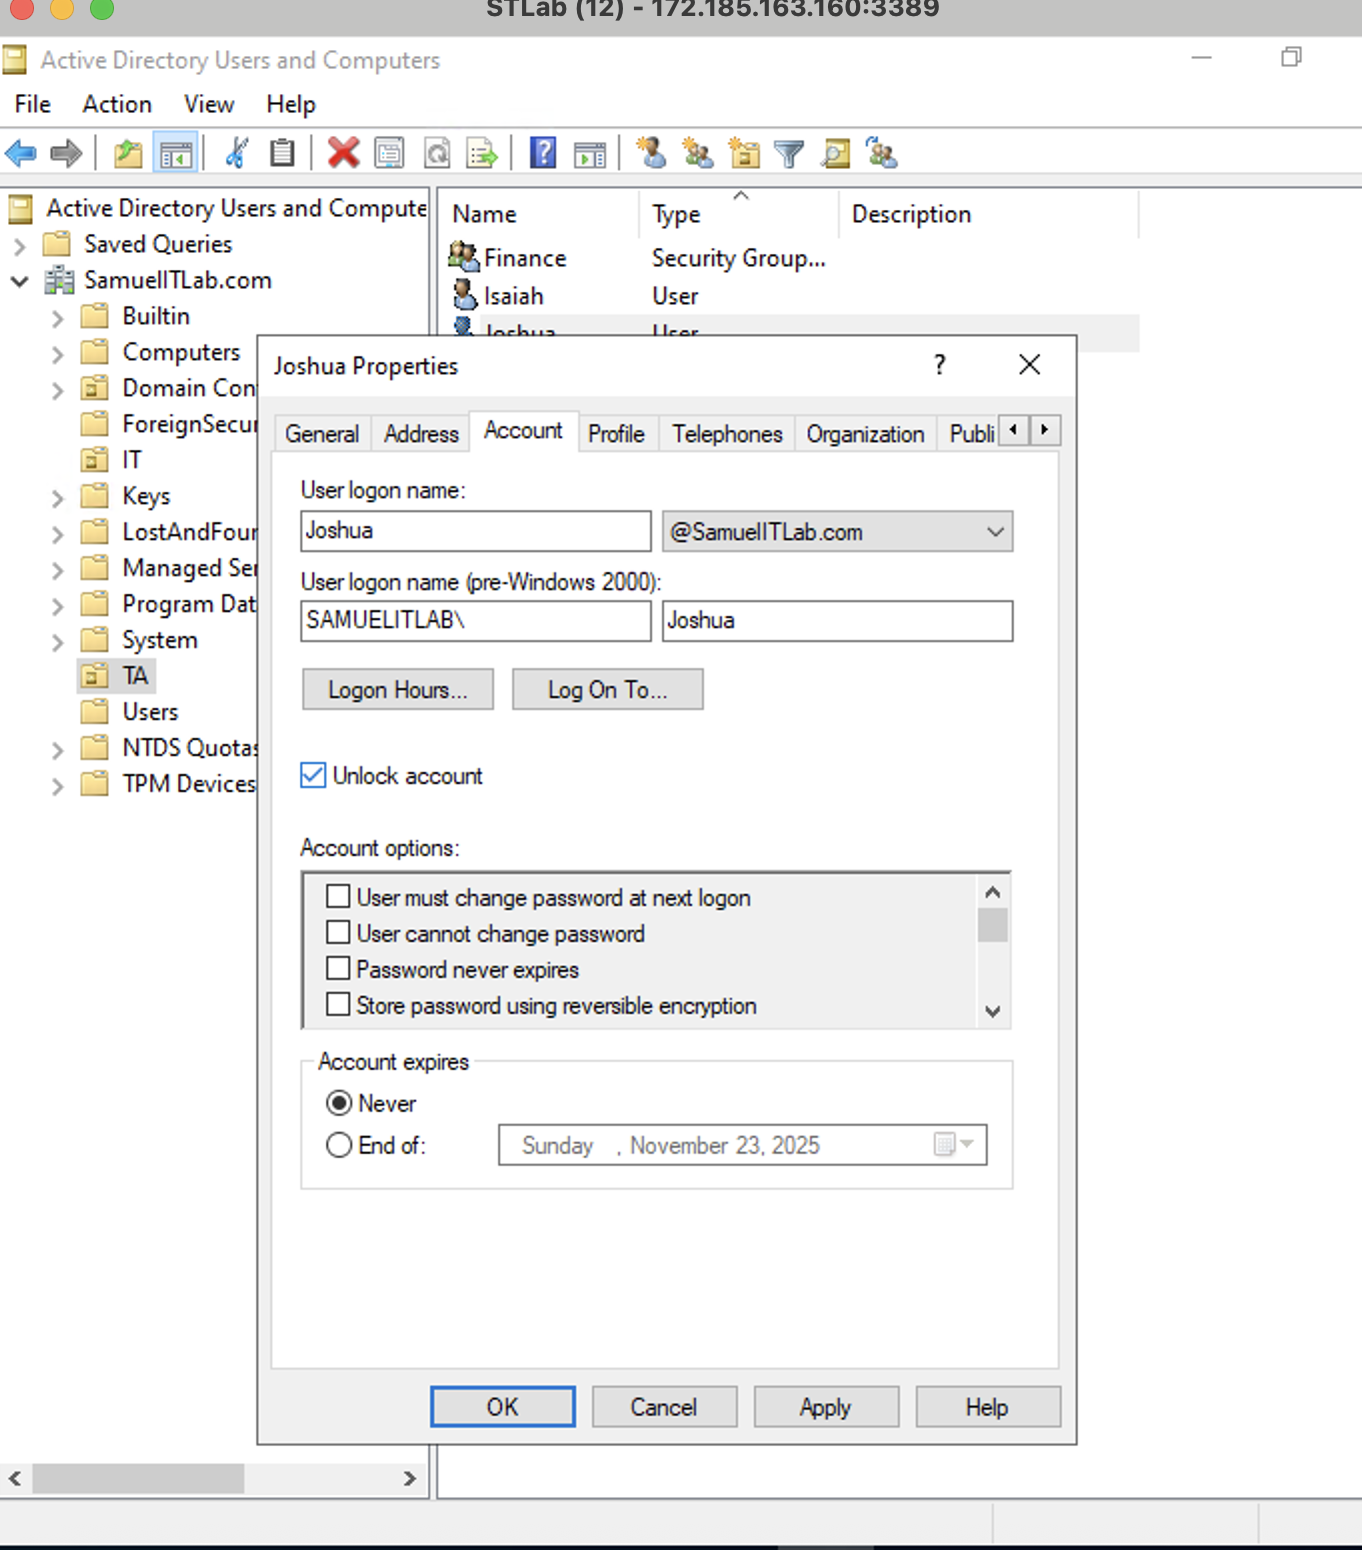 STLab (12) - 172.185.163.160:3389
Active Directory Users and Computers
File Action View Help
Active Directory Users and Compute
Saved Queries
SamuelITLab.com
Builtin
Computers
Domain Con
ForeignSecur
IT
Keys
LostAndFour
Managed Ser
Program Dat
System
TA
Users
NTDS Quotas
TPM Devices
Name Type Description
Finance Security Group...
Isaiah User
Joshua User
Joshua Properties ?
General Address Account Profile Telephones Organization Publi
User logon name:
Joshua @SamuelITLab.com
User logon name (pre-Windows 2000):
SAMUELITLAB\ Joshua
Logon Hours... Log On To...
Unlock account
Account options:
User must change password at next logon
User cannot change password
Password never expires
Store password using reversible encryption
Account expires
Never
End of: Sunday , November 23, 2025
OK Cancel Apply Help